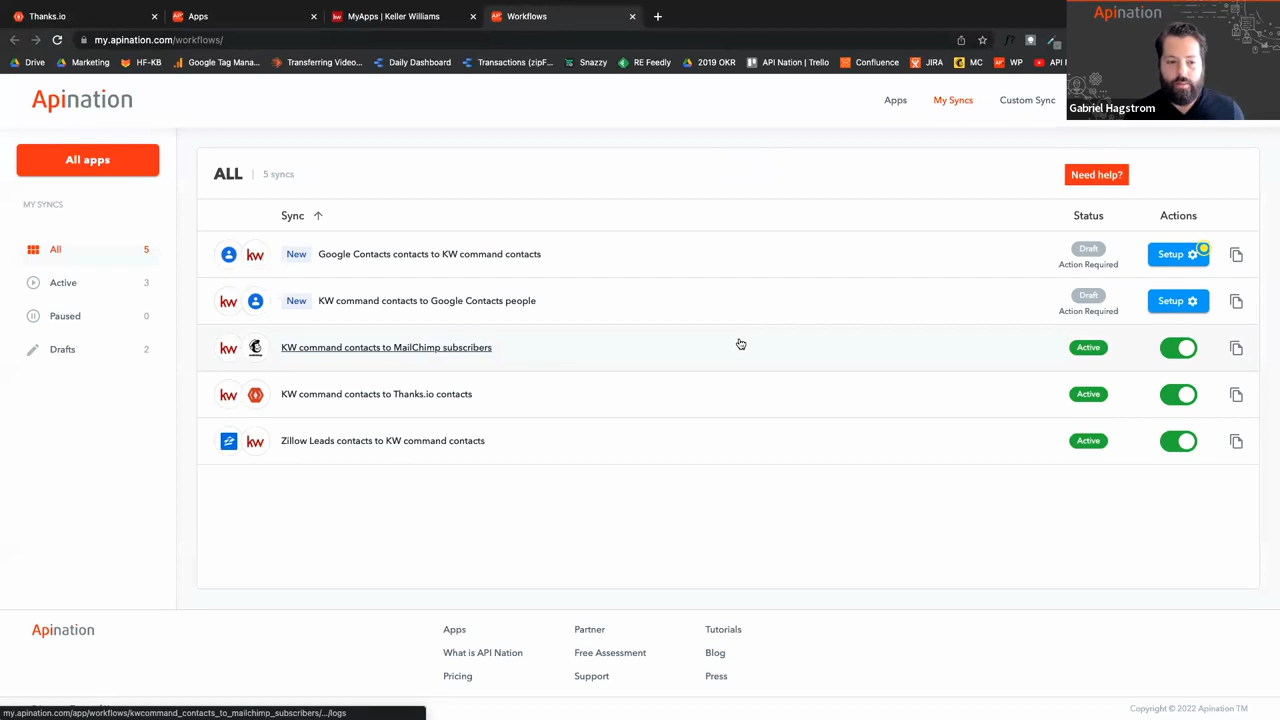 Thanks.io
Apps
MyApps | Keller Williams
Workflows
my.apination.com/workflows/
Drive
Marketing
HF-KB
Google Tag Mana...
Transferring Video...
Daily Dashboard
Transactions (zipF...
Snazzy
RE Feedly
2019 OKR
API Nation | Trello
Confluence
JIRA
MC
WP
API
Apination
Gabriel Hagstrom
Apination
Apps
My Syncs
Custom Sync
All apps
MY SYNCS
All 5
Active 3
Paused 0
Drafts 2
ALL | 5 syncs
Need help?
Sync Status Actions
kw New Google Contacts contacts to KW command contacts Draft Action Required Setup
kw New KW command contacts to Google Contacts people Draft Action Required Setup
kw KW command contacts to MailChimp subscribers Active
kw KW command contacts to Thanks.io contacts Active
kw Zillow Leads contacts to KW command contacts Active
Apination
Apps
What is API Nation
Pricing
Partner
Free Assessment
Support
Tutorials
Blog
Press
my.apination.com/app/workflows/kwcommand_contacts_to_mailchimp_subscribers/.../logs
Copyright © 2022 Apination TM